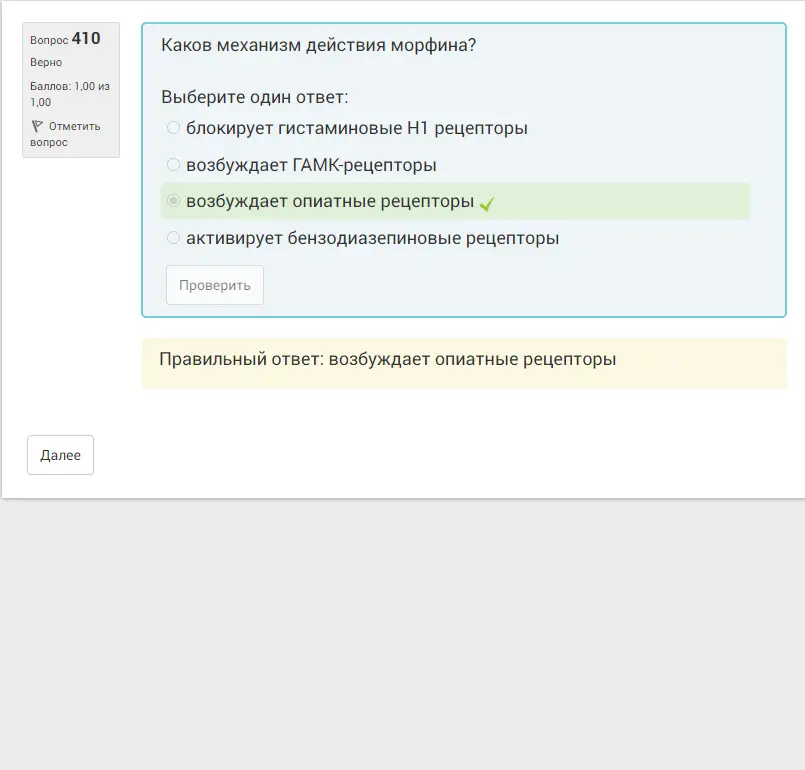 Вопрос 410
Верно
Баллов: 1,00 из
1,00
Отметить
вопрос
Каков механизм действия морфина?
Выберите один ответ:
блокирует гистаминовые H1 рецепторы
возбуждает ГАМК-рецепторы
возбуждает опиатные рецепторы
активирует бензодиазепиновые рецепторы
Проверить
Правильный ответ: возбуждает опиатные рецепторы
Далее